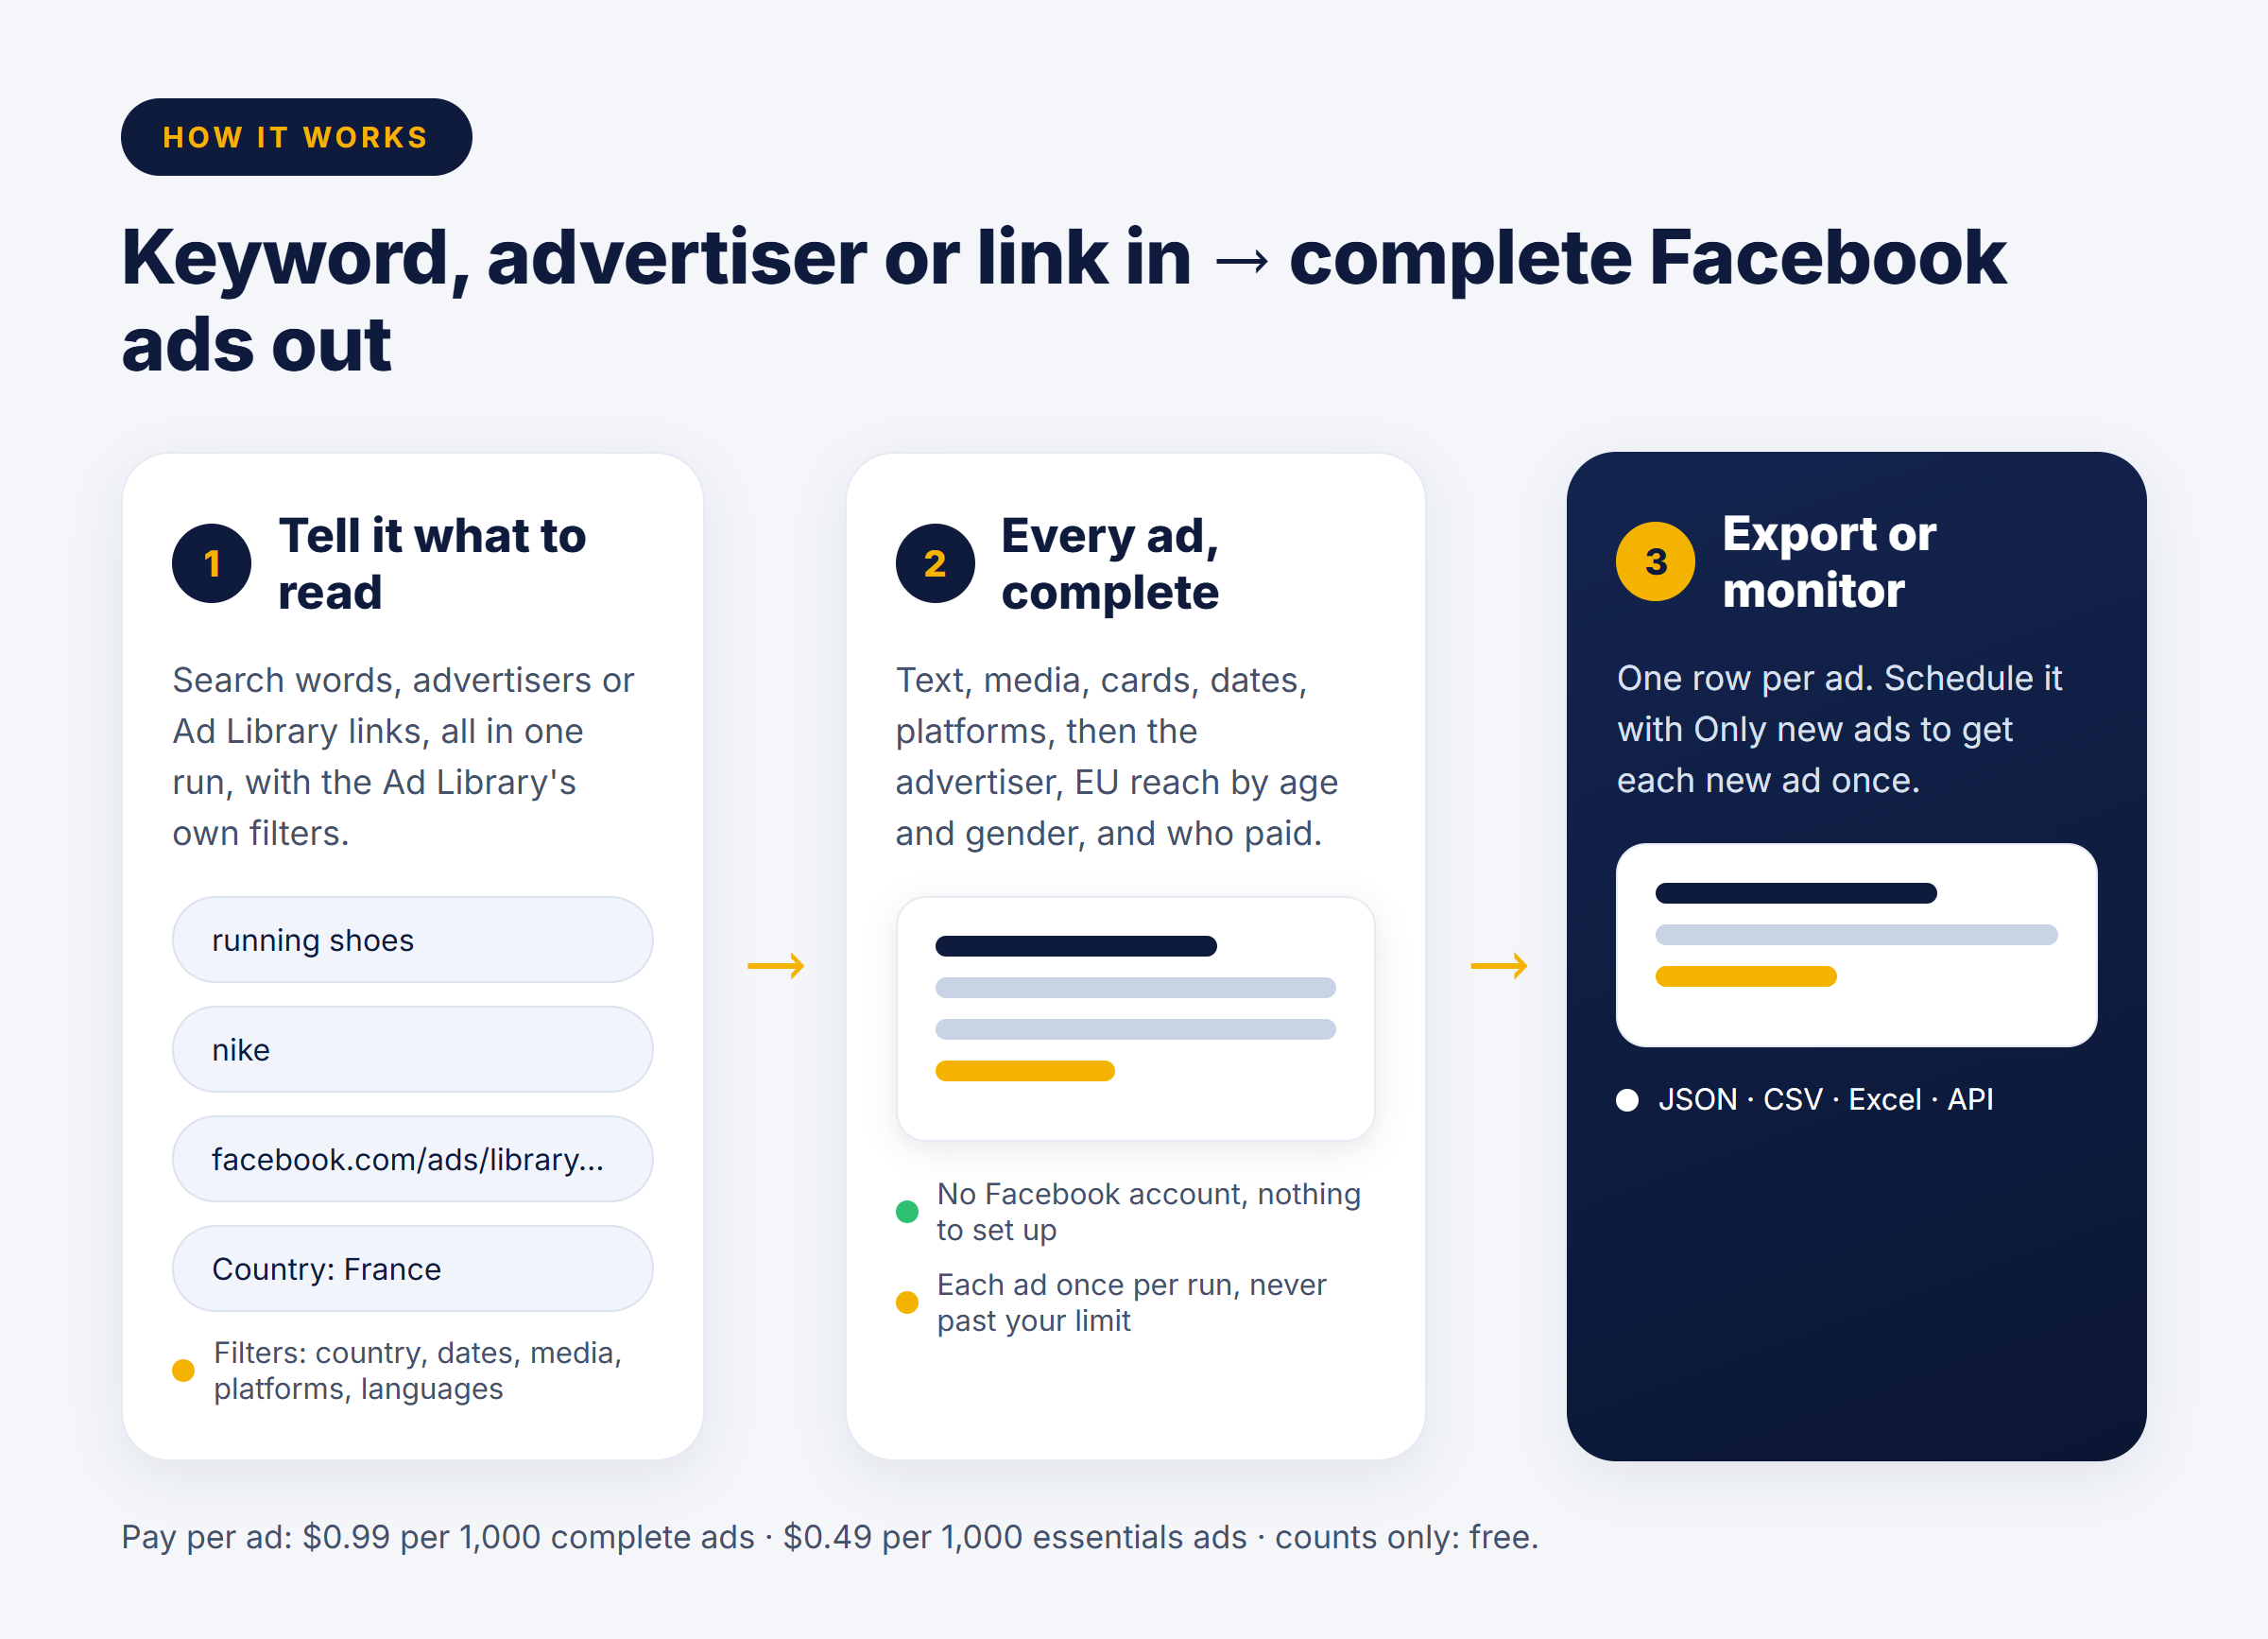 HOW IT WORKS
Keyword, advertiser or link in → complete Facebook
ads out
1
Tell it what to
read
Search words, advertisers or
Ad Library links, all in one
run, with the Ad Library's
own filters.
running shoes
nike
facebook.com/ads/library...
Country: France
Filters: country, dates, media,
platforms, languages
→
2
Every ad,
complete
Text, media, cards, dates,
platforms, then the
advertiser, EU reach by age
and gender, and who paid.
No Facebook account, nothing
to set up
Each ad once per run, never
past your limit
→
3
Export or
monitor
One row per ad. Schedule it
with Only new ads to get
each new ad once.
JSON · CSV · Excel · API
Pay per ad: $0.99 per 1,000 complete ads · $0.49 per 1,000 essentials ads · counts only: free.